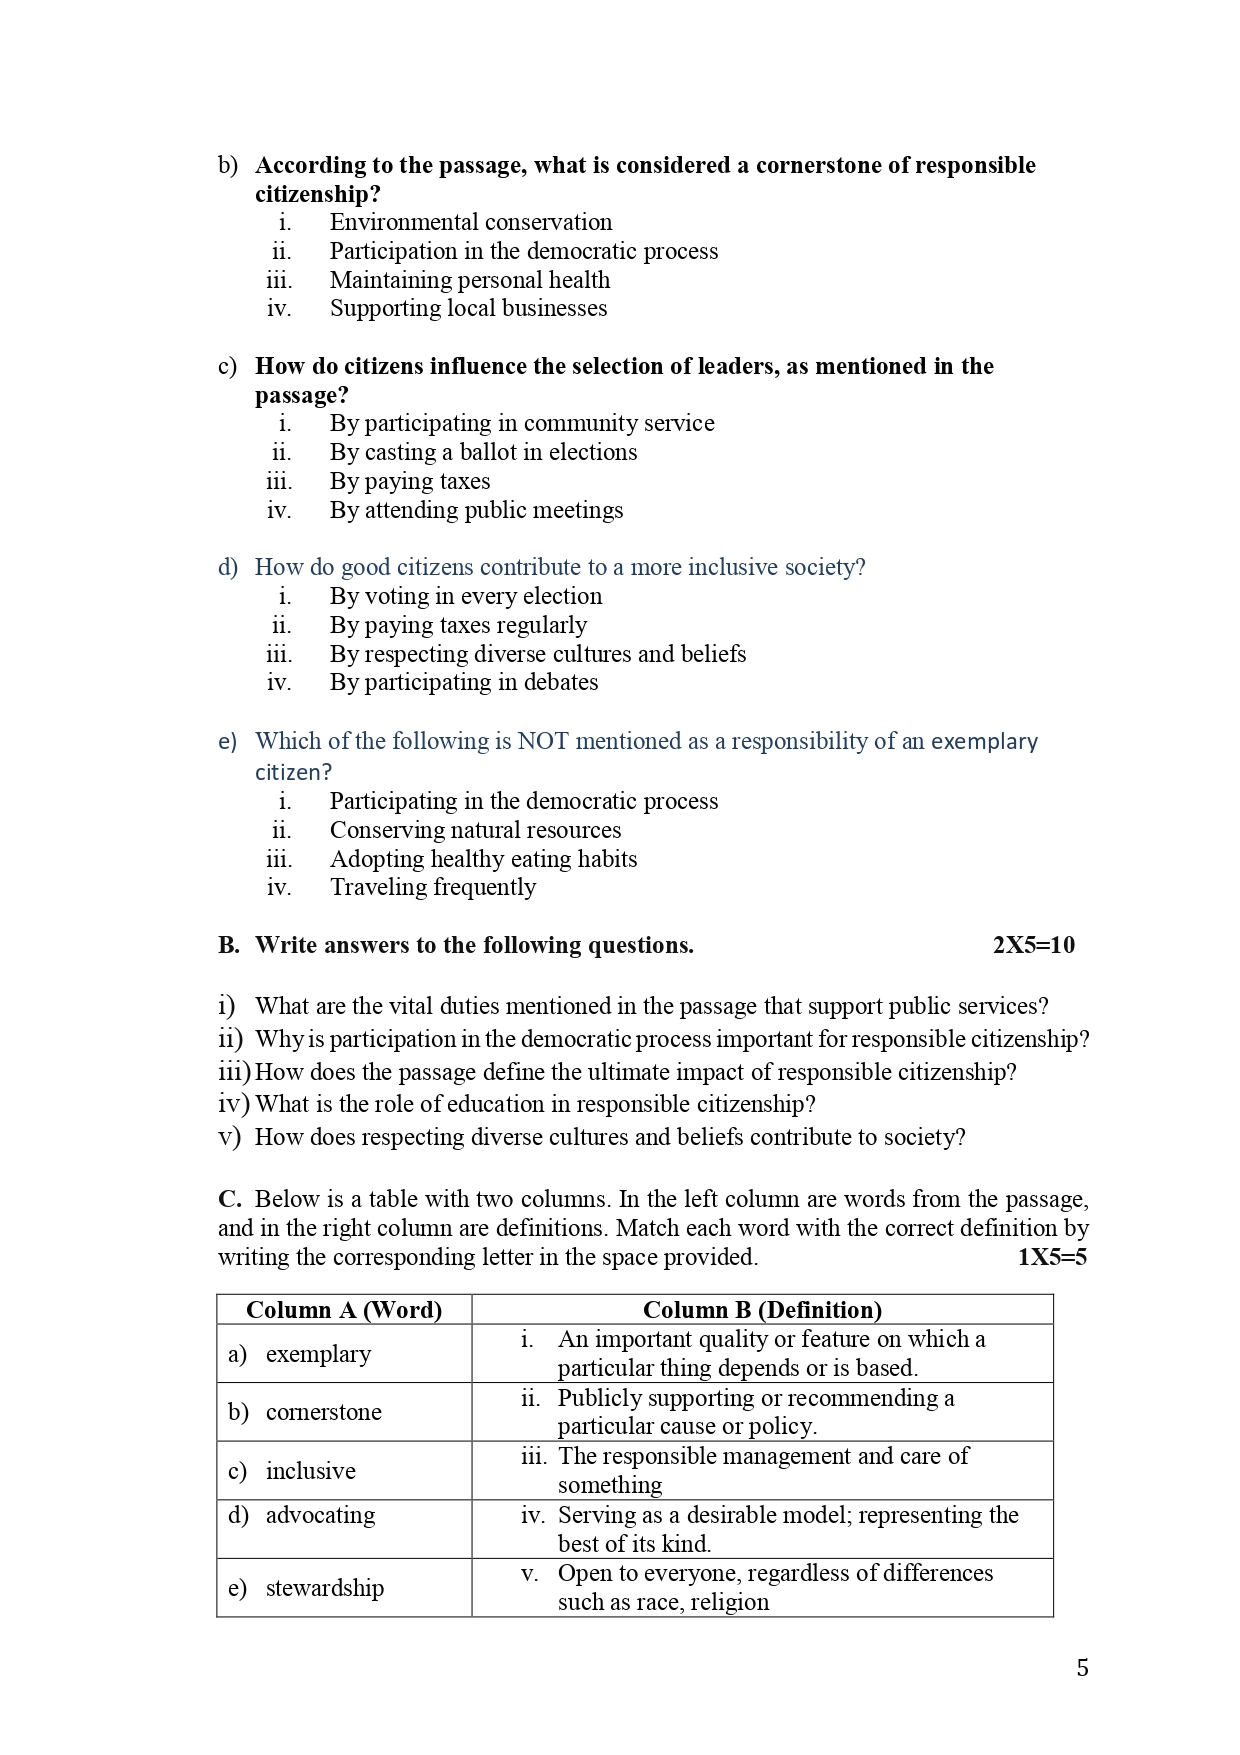 b) According to the passage, what is considered a cornerstone of responsible
citizenship?
i. Environmental conservation
ii. Participation in the democratic process
iii. Maintaining personal health
iv. Supporting local businesses
c) How do citizens influence the selection of leaders, as mentioned in the
passage?
i. By participating in community service
ii. By casting a ballot in elections
iii. By paying taxes
iv. By attending public meetings
d) How do good citizens contribute to a more inclusive society?
i. By voting in every election
ii. By paying taxes regularly
iii. By respecting diverse cultures and beliefs
iv. By participating in debates
e) Which of the following is NOT mentioned as a responsibility of an exemplary
citizen?
i. Participating in the democratic process
ii. Conserving natural resources
iii. Adopting healthy eating habits
iv. Traveling frequently
B. Write answers to the following questions. 2X5=10
i) What are the vital duties mentioned in the passage that support public services?
ii) Why is participation in the democratic process important for responsible citizenship?
iii) How does the passage define the ultimate impact of responsible citizenship?
iv) What is the role of education in responsible citizenship?
v) How does respecting diverse cultures and beliefs contribute to society?
C. Below is a table with two columns. In the left column are words from the passage,
and in the right column are definitions. Match each word with the correct definition by
writing the corresponding letter in the space provided. 1X5=5
Column A (Word) Column B (Definition)
a) exemplary i. An important quality or feature on which a
particular thing depends or is based.
b) cornerstone ii. Publicly supporting or recommending a
particular cause or policy.
c) inclusive iii. The responsible management and care of
something
d) advocating iv. Serving as a desirable model; representing the
best of its kind.
e) stewardship v. Open to everyone, regardless of differences
such as race, religion
5